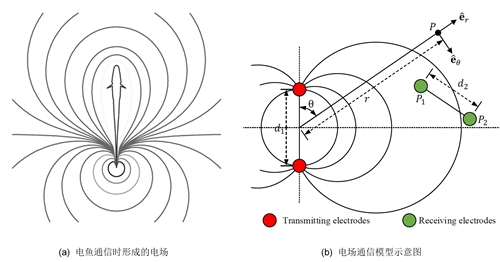 P
ê_r
ê_θ
θ
r
d_2
d_1
P_1
P_2
Transmitting electrodes
Receiving electrodes
(a) 电鱼通信时形成的电场
(b) 电场通信模型示意图